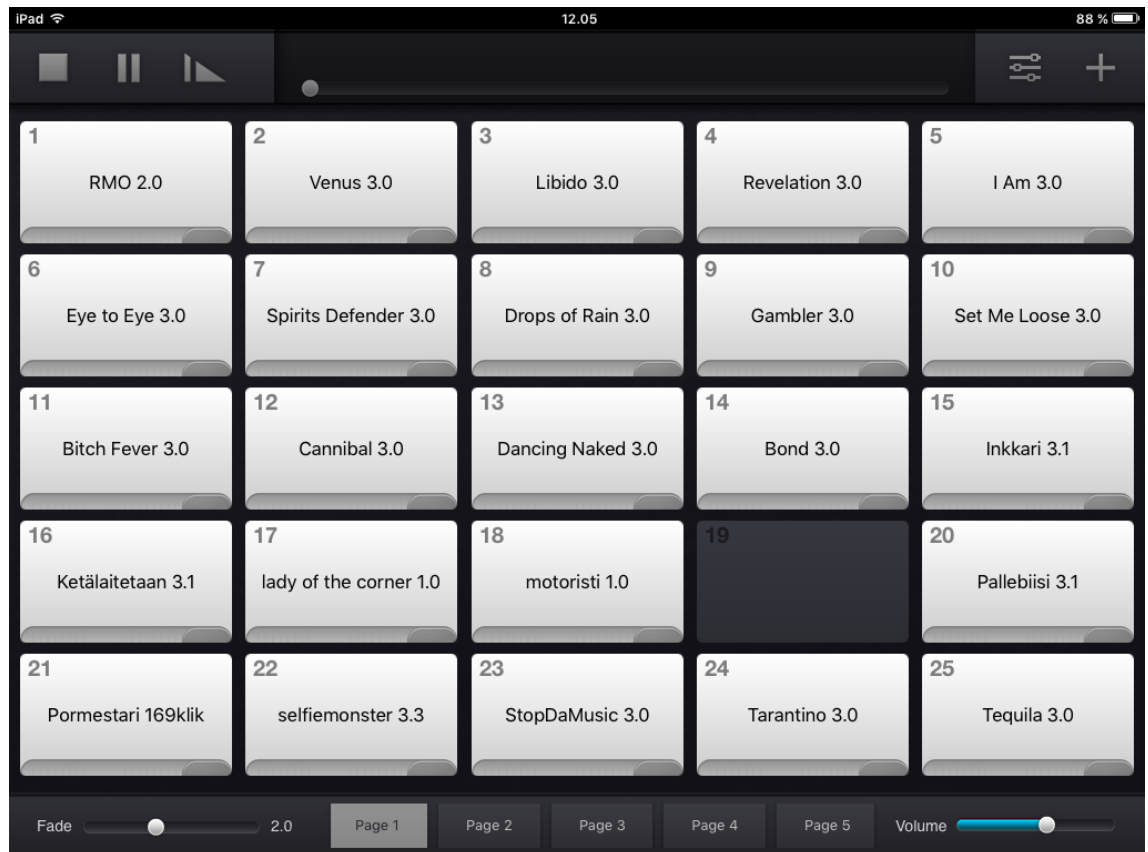 iPad 12.05 88 %
1 2 3 4 5
RMO 2.0 Venus 3.0 Libido 3.0 Revelation 3.0 I Am 3.0
6 7 8 9 10
Eye to Eye 3.0 Spirits Defender 3.0 Drops of Rain 3.0 Gambler 3.0 Set Me Loose 3.0
11 12 13 14 15
Bitch Fever 3.0 Cannibal 3.0 Dancing Naked 3.0 Bond 3.0 Inkkari 3.1
16 17 18 19 20
Ketälaitetaan 3.1 lady of the corner 1.0 motoristi 1.0 Pallebiisi 3.1
21 22 23 24 25
Pormestari 169klik selfiemonster 3.3 StopDaMusic 3.0 Tarantino 3.0 Tequila 3.0
Fade 2.0 Page 1 Page 2 Page 3 Page 4 Page 5 Volume